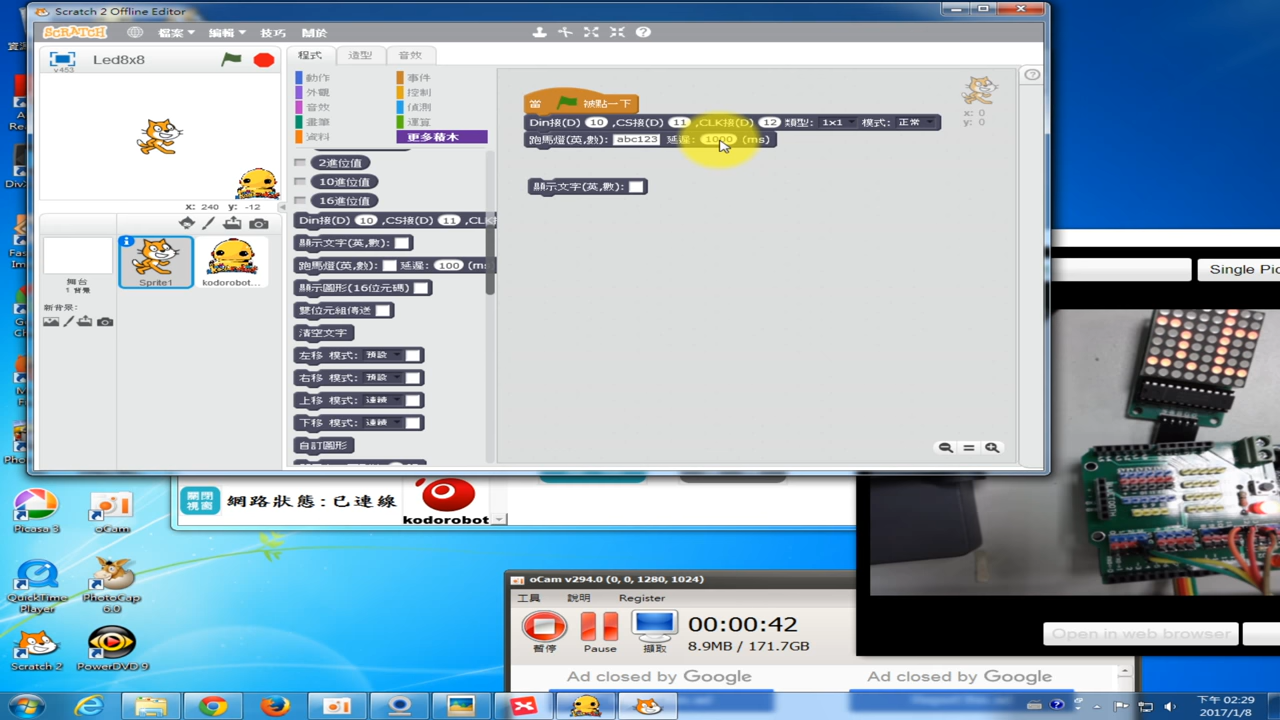 Scratch 2 Offline Editor
SCRATCH 檔案 編輯 技巧 關於
v453
Led8x8
程式 造型 音效
動作 事件
外觀 控制
音效 偵測
畫筆 運算
資料 更多積木
x: 240 y: -12
舞台
1 背景
Sprite1
kodorobot...
新背景:
2進位值
10進位值
16進位值
Din接(D) 10 ,CS接(D) 11 ,CLK
顯示文字(英,數):
跑馬燈(英,數): 延遲: 100 (ms
顯示圖形(16位元碼)
雙位元組傳送
清空文字
左移 模式: 預設
右移 模式: 預設
上移 模式: 連續
下移 模式: 連續
自訂圖形
當 被點一下
Din接(D) 10 ,CS接(D) 11 ,CLK接(D) 12 類型: 1x1 模式: 正常
跑馬燈(英,數): abc123 延遲: 1000 (ms)
顯示文字(英,數):
x: 0
y: 0
Single Pic
Open in web browser
關閉
視窗
網路狀態:已連線
kodorobot
oCam v294.0 (0, 0, 1280, 1024)
工具 說明 Register
暫停 Pause 擷取
00:00:42
8.9MB / 171.7GB
Ad closed by Google
Ad closed by Google
Picasa 3
oCam
QuickTime
Player
PhotoCap
6.0
Scratch 2
PowerDVD 9
下午 02:29
2017/1/8